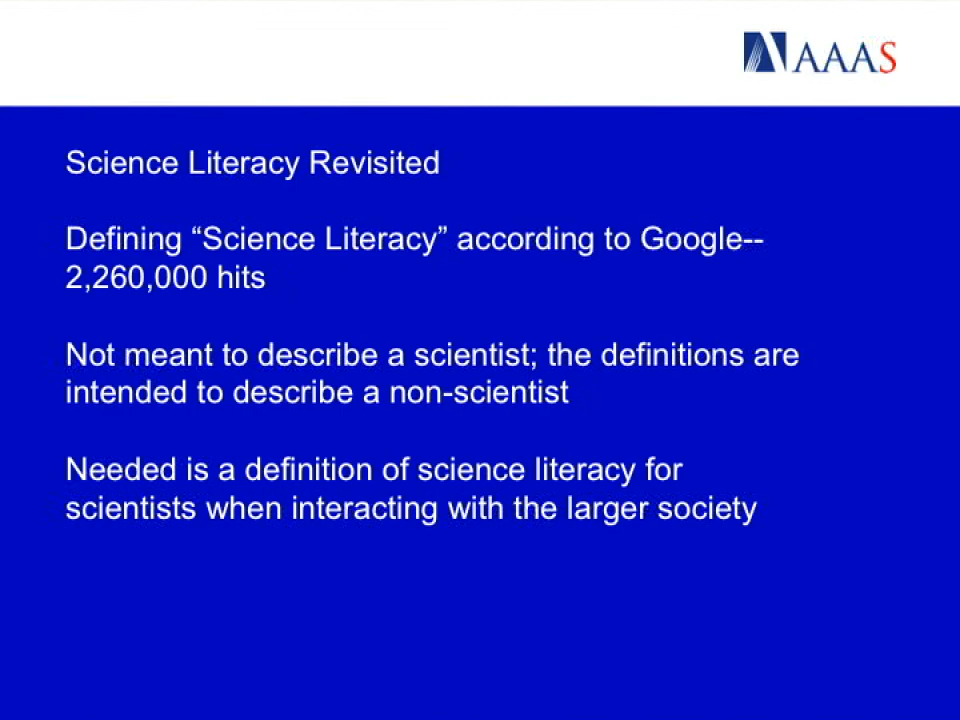 AAAS
Science Literacy Revisited
Defining “Science Literacy” according to Google--
2,260,000 hits
Not meant to describe a scientist; the definitions are
intended to describe a non-scientist
Needed is a definition of science literacy for
scientists when interacting with the larger society